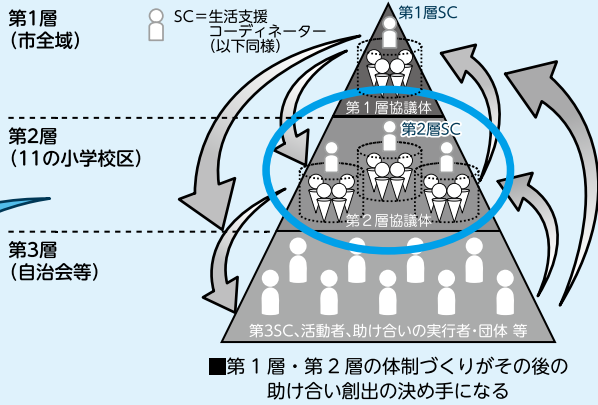 第1層
（市全域）
SC＝生活支援
コーディネーター
（以下同様）
第1層SC
第１層協議体
第2層
（11の小学校区）
第2層SC
第２層協議体
第3層
（自治会等）
第3SC、活動者、助け合いの実行者・団体 等
■第１層・第２層の体制づくりがその後の
助け合い創出の決め手になる